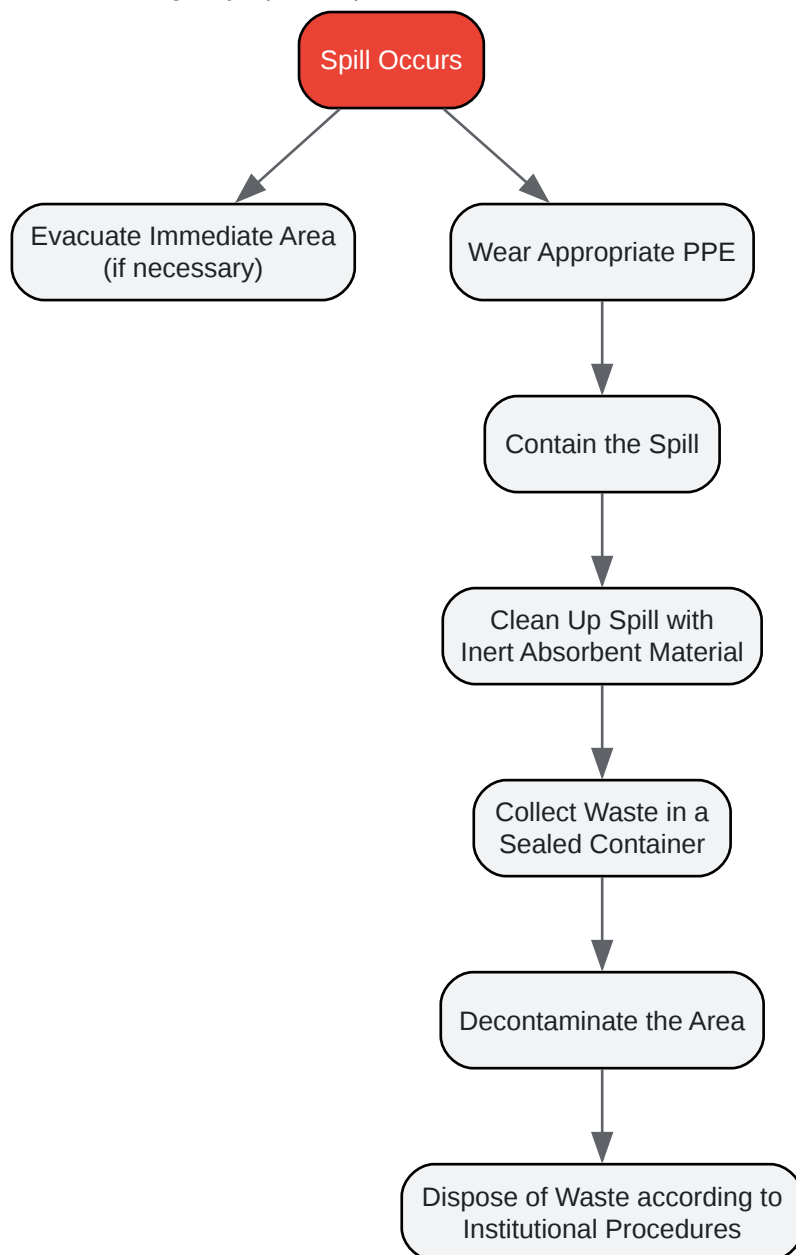 Spill Occurs
Evacuate Immediate Area
(if necessary)
Wear Appropriate PPE
Contain the Spill
Clean Up Spill with
Inert Absorbent Material
Collect Waste in a
Sealed Container
Decontaminate the Area
Dispose of Waste according to
Institutional Procedures